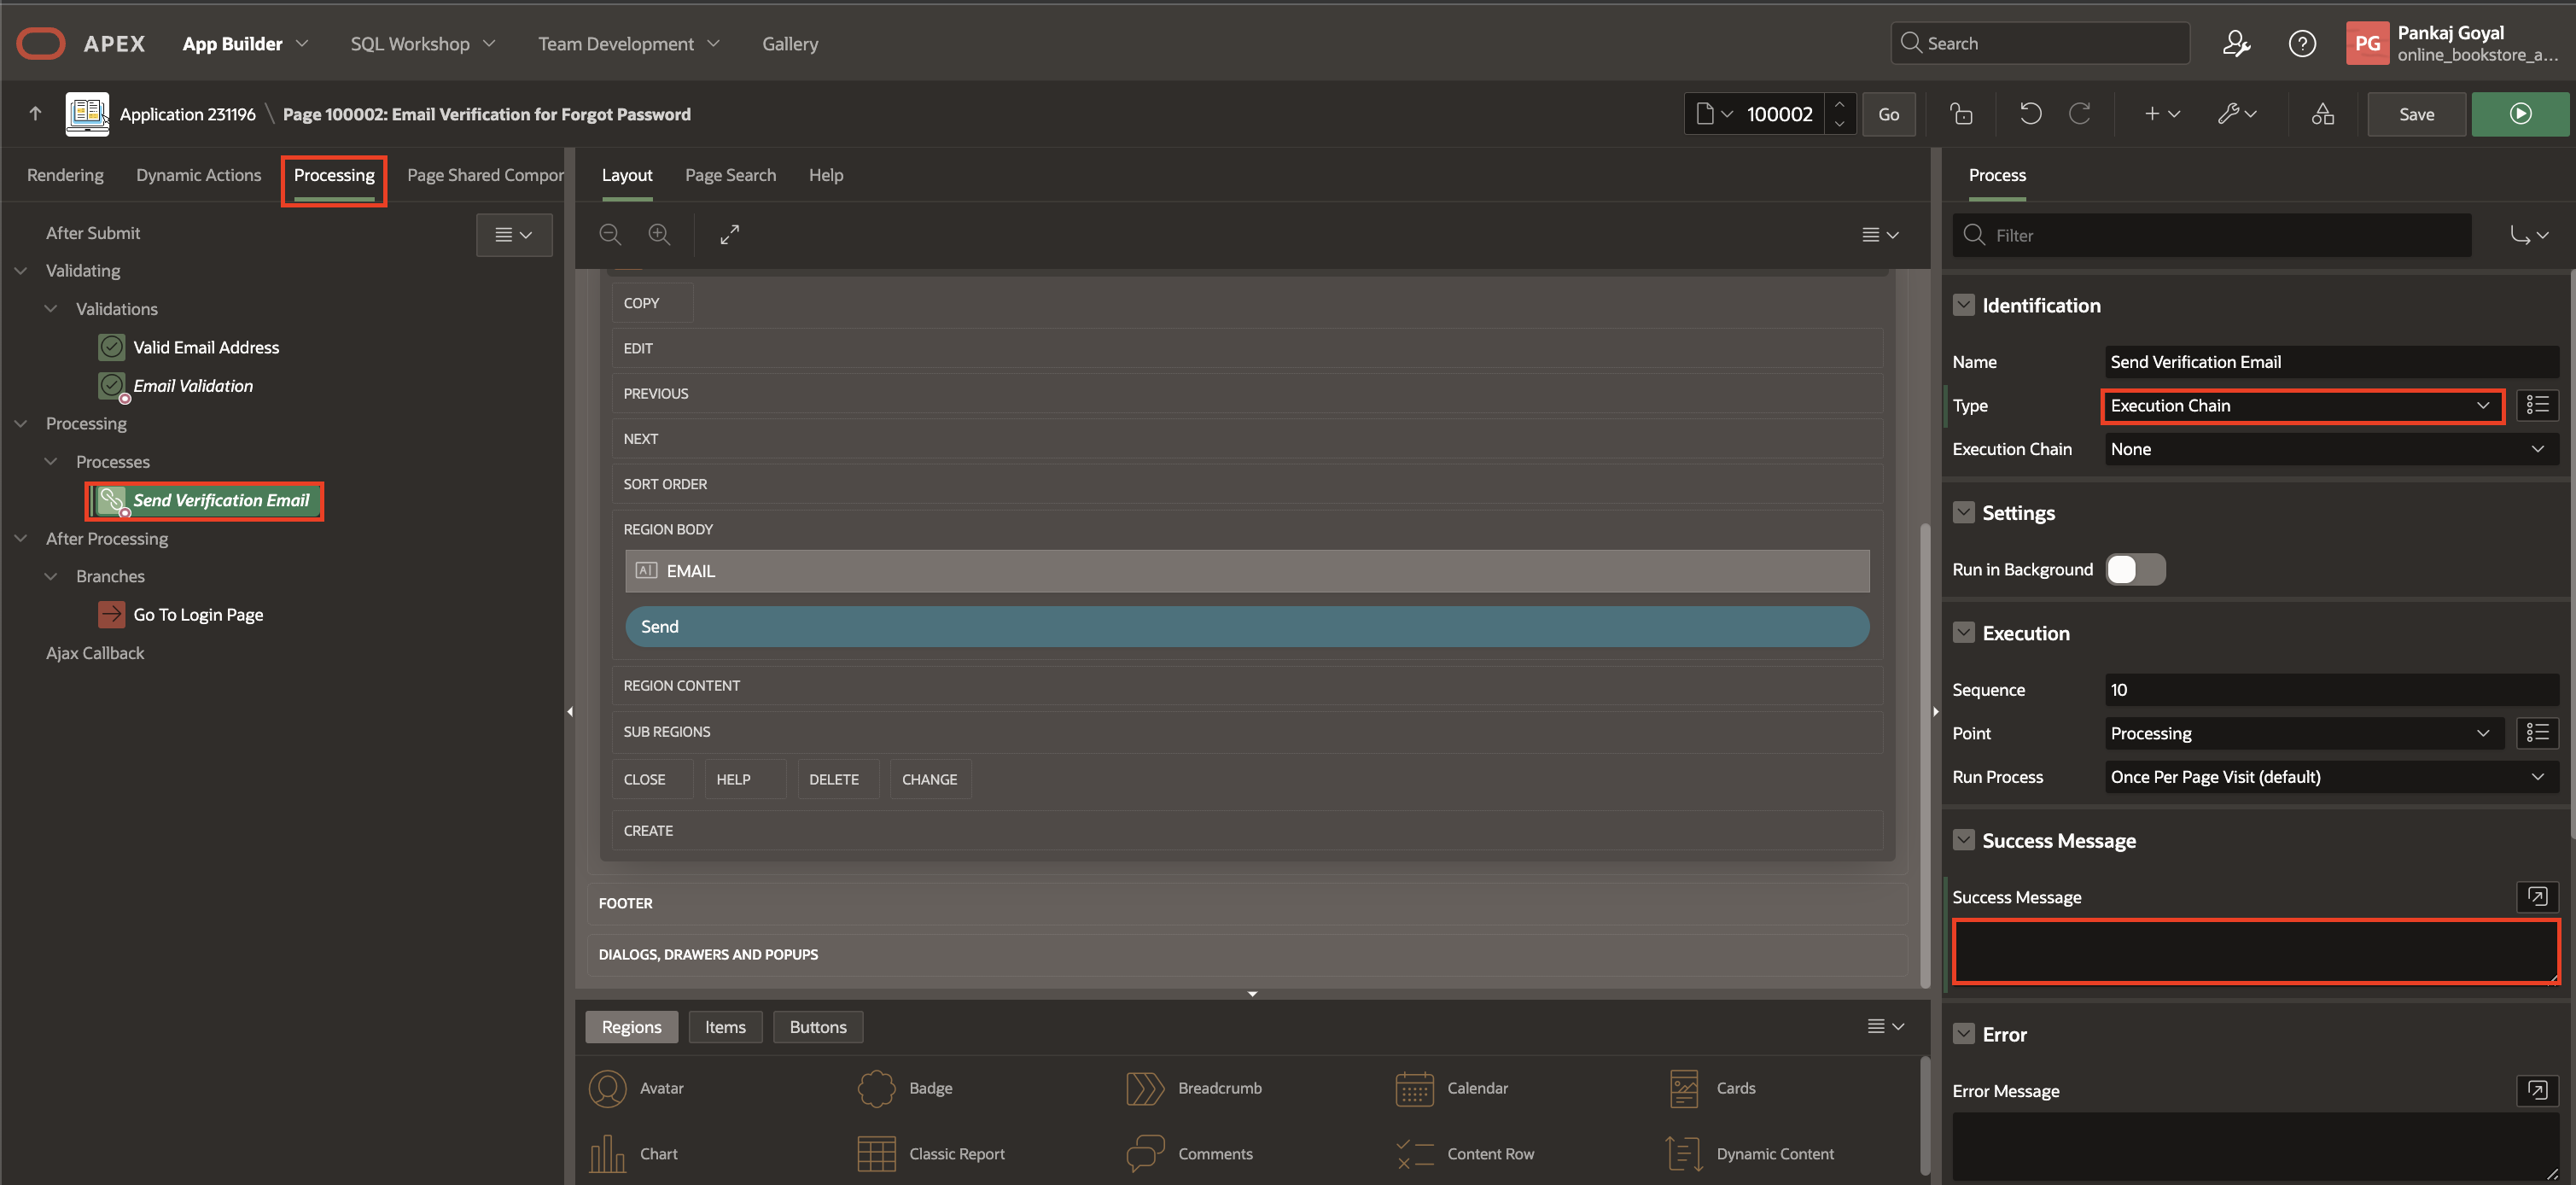 APEX App Builder SQL Workshop Team Development Gallery Search PG Pankaj Goyal
online_bookstore_a...
Application 231196 \ Page 100002: Email Verification for Forgot Password 100002 Go Save
Rendering Dynamic Actions Processing Page Shared Compor
After Submit
Validating
Validations
Valid Email Address
Email Validation
Processing
Processes
Send Verification Email
After Processing
Branches
Go To Login Page
Ajax Callback
Layout Page Search Help
COPY
EDIT
PREVIOUS
NEXT
SORT ORDER
REGION BODY
EMAIL
Send
REGION CONTENT
SUB REGIONS
CLOSE HELP DELETE CHANGE
CREATE
FOOTER
DIALOGS, DRAWERS AND POPUPS
Regions Items Buttons
Avatar Badge Breadcrumb Calendar Cards
Chart Classic Report Comments Content Row Dynamic Content
Process
Filter
Identification
Name Send Verification Email
Type Execution Chain
Execution Chain None
Settings
Run in Background
Execution
Sequence 10
Point Processing
Run Process Once Per Page Visit (default)
Success Message
Success Message
Error
Error Message